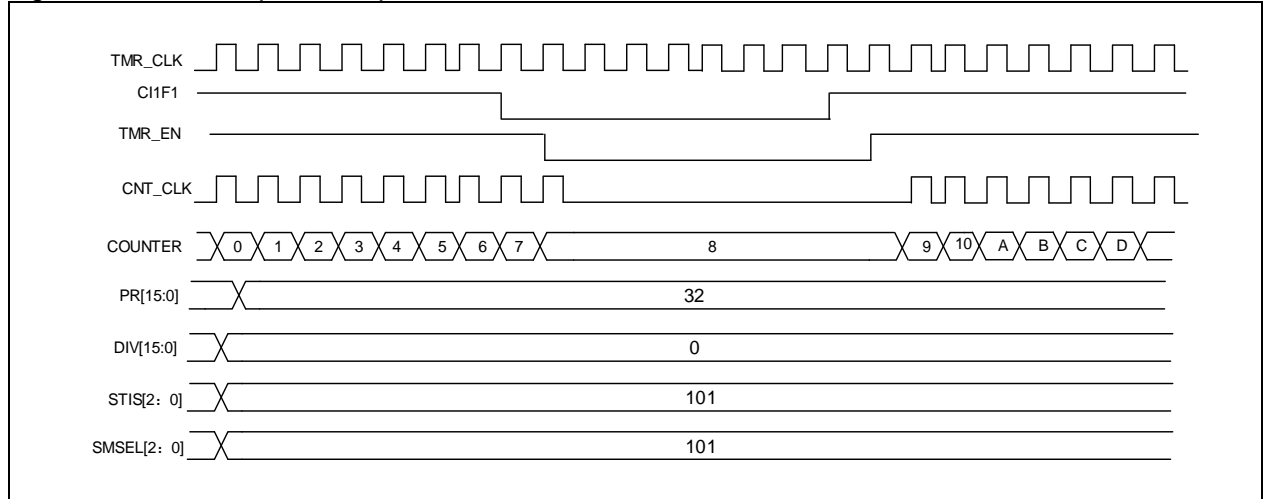 TMR_CLK
CI1F1
TMR_EN
CNT_CLK
COUNTER 0 1 2 3 4 5 6 7 8 9 10 A B C D
PR[15:0] 32
DIV[15:0] 0
STIS[2：0] 101
SMSEL[2：0] 101